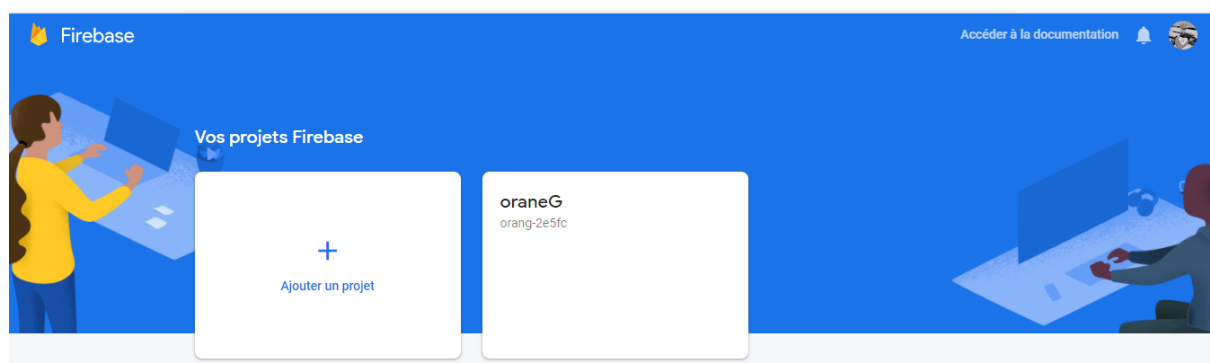 Firebase
Accéder à la documentation
Vos projets Firebase
oraneG
orang-2e5fc
+
Ajouter un projet